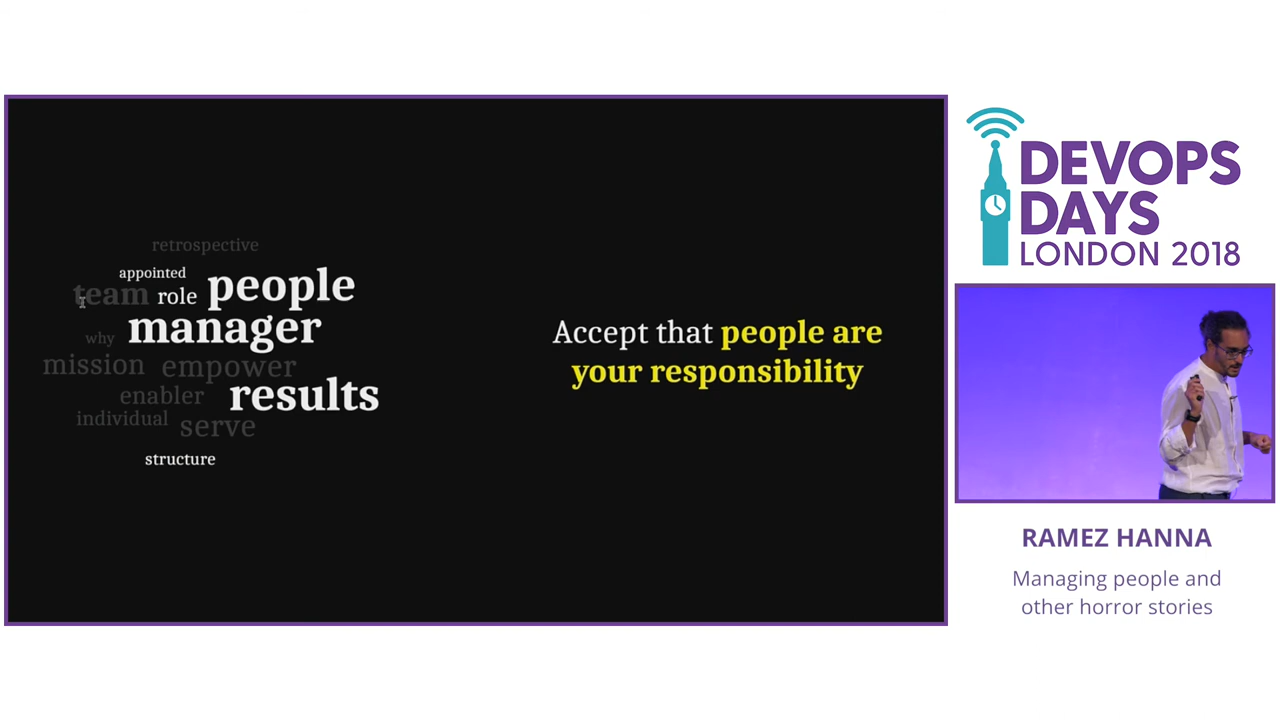 retrospective
appointed
team role people
why manager
mission empower
enabler results
individual serve
structure
Accept that people are
your responsibility
DEVOPS
DAYS
LONDON 2018
RAMEZ HANNA
Managing people and
other horror stories